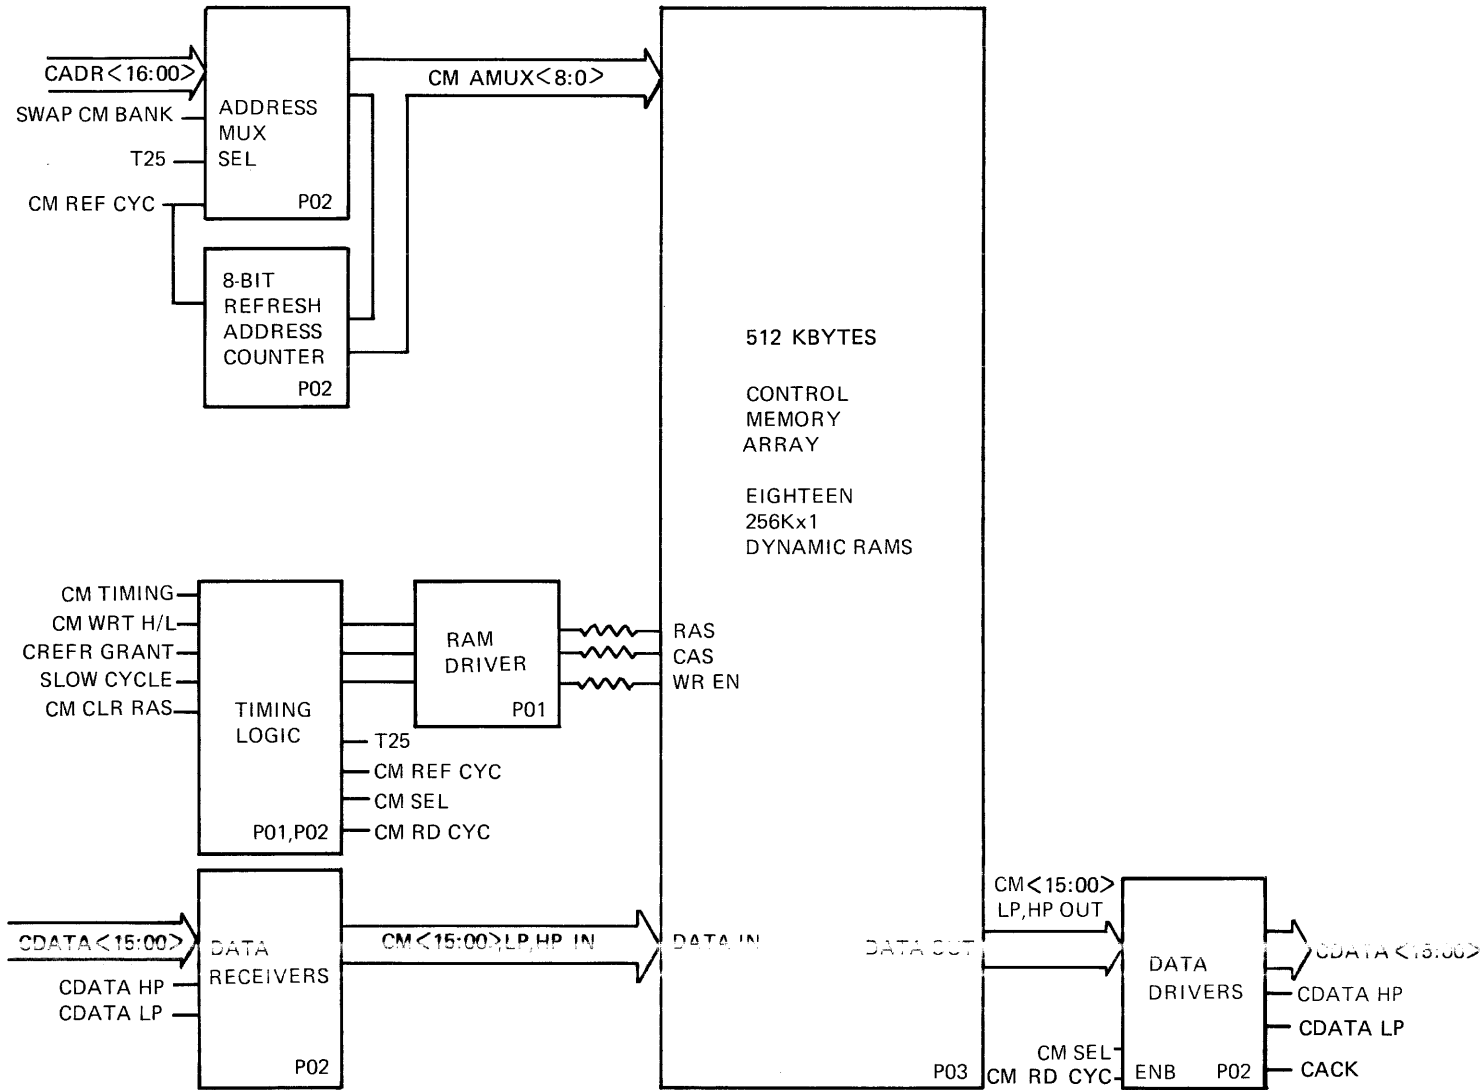 CADR<16:00>
SWAP CM BANK
T25
CM REF CYC
ADDRESS
MUX
SEL
P02
CM AMUX<8:0>
8-BIT
REFRESH
ADDRESS
COUNTER
P02
512 KBYTES
CONTROL
MEMORY
ARRAY
EIGHTEEN
256Kx1
DYNAMIC RAMS
CM TIMING
CM WRT H/L
CREFR GRANT
SLOW CYCLE
CM CLR RAS
TIMING
LOGIC
P01,P02
RAM
DRIVER
P01
RAS
CAS
WR EN
T25
CM REF CYC
CM SEL
CM RD CYC
CDATA<15:00>
CDATA HP
CDATA LP
DATA
RECEIVERS
P02
CM<15:00>,LP,HP IN
DATA IN
DATA OUT
P03
CM<15:00>
LP,HP OUT
CM SEL
CM RD CYC
DATA
DRIVERS
ENB
P02
CDATA<15:00>
CDATA HP
CDATA LP
CACK